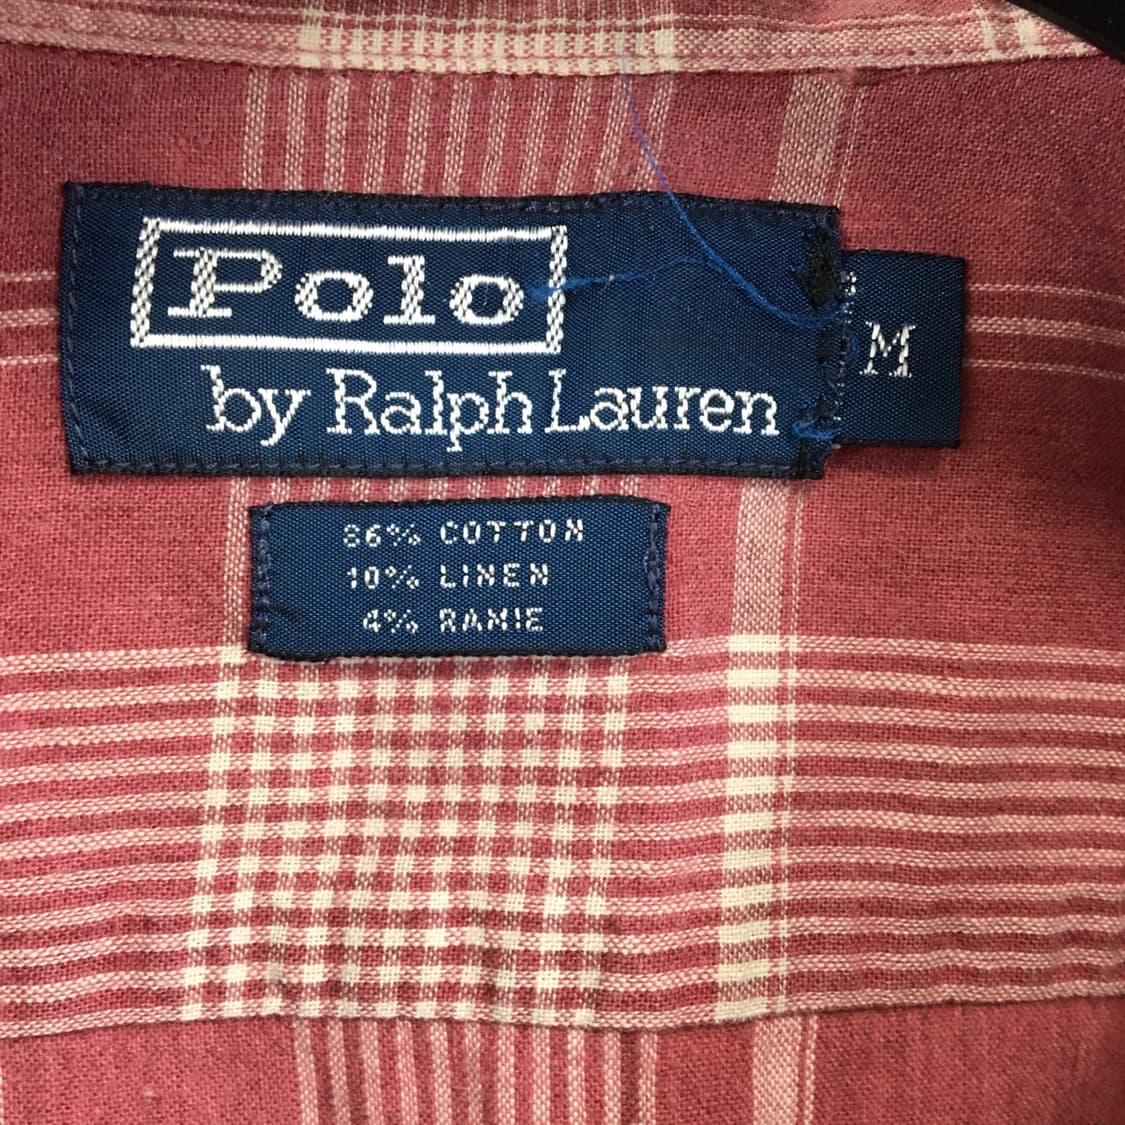 Polo
by Ralph Lauren
M
86% COTTON
10% LINEN
4% RAMIE